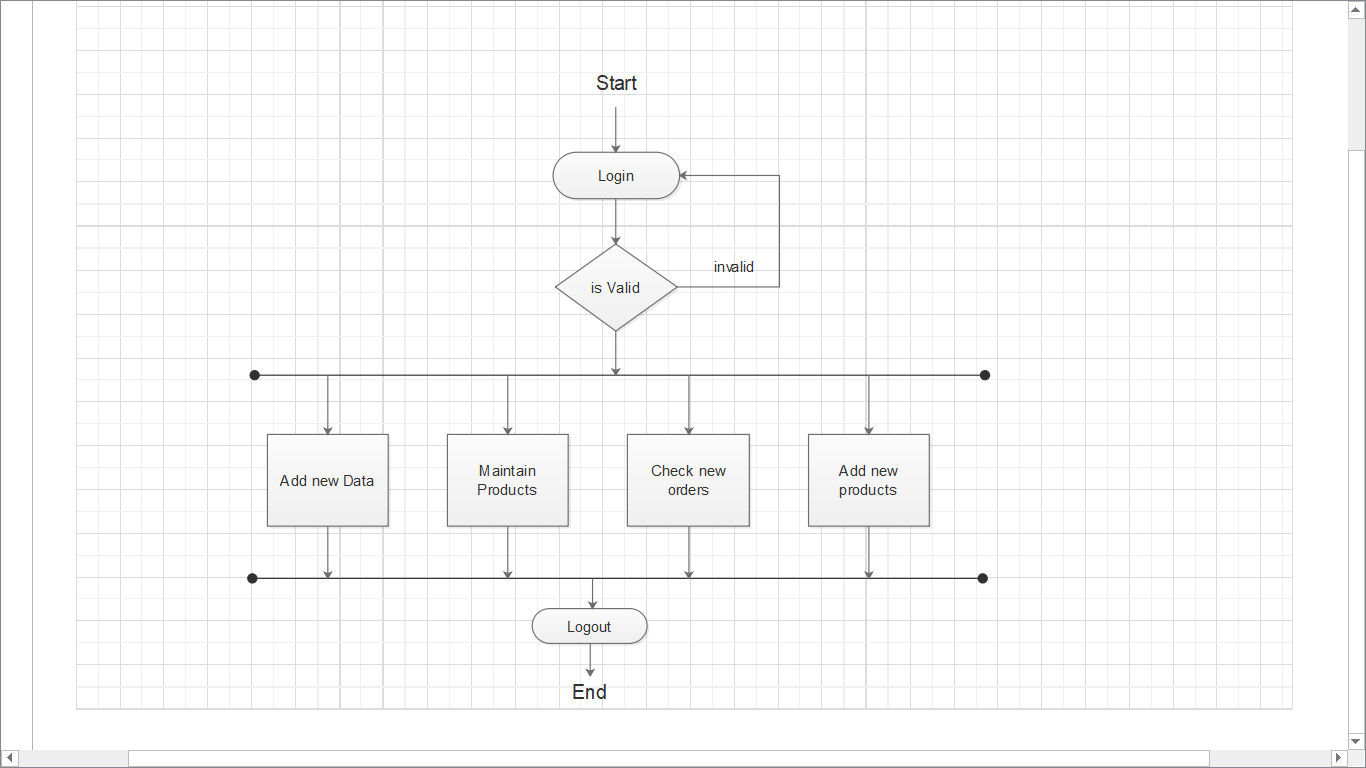 Start
Login
invalid
is Valid
Add new Data
Maintain
Products
Check new
orders
Add new
products
Logout
End